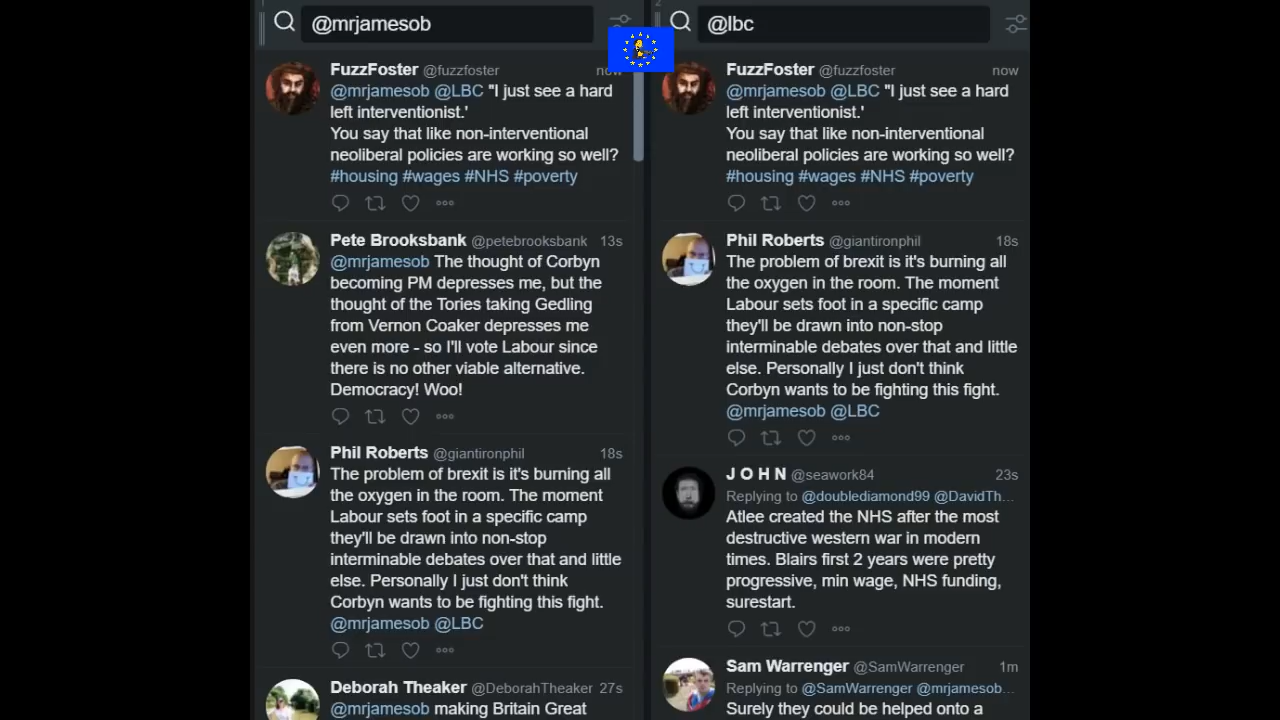 @mrjamesob
FuzzFoster @fuzzfoster now
@mrjamesob @LBC "I just see a hard
left interventionist.'
You say that like non-interventional
neoliberal policies are working so well?
#housing #wages #NHS #poverty
Pete Brooksbank @petebrooksbank 13s
@mrjamesob The thought of Corbyn
becoming PM depresses me, but the
thought of the Tories taking Gedling
from Vernon Coaker depresses me
even more - so I'll vote Labour since
there is no other viable alternative.
Democracy! Woo!
Phil Roberts @giantironphil 18s
The problem of brexit is it's burning all
the oxygen in the room. The moment
Labour sets foot in a specific camp
they'll be drawn into non-stop
interminable debates over that and little
else. Personally I just don't think
Corbyn wants to be fighting this fight.
@mrjamesob @LBC
Deborah Theaker @DeborahTheaker 27s
@mrjamesob making Britain Great
2
@lbc
FuzzFoster @fuzzfoster now
@mrjamesob @LBC "I just see a hard
left interventionist.'
You say that like non-interventional
neoliberal policies are working so well?
#housing #wages #NHS #poverty
Phil Roberts @giantironphil 18s
The problem of brexit is it's burning all
the oxygen in the room. The moment
Labour sets foot in a specific camp
they'll be drawn into non-stop
interminable debates over that and little
else. Personally I just don't think
Corbyn wants to be fighting this fight.
@mrjamesob @LBC
J O H N @seawork84 23s
Replying to @doublediamond99 @DavidTh...
Atlee created the NHS after the most
destructive western war in modern
times. Blairs first 2 years were pretty
progressive, min wage, NHS funding,
surestart.
Sam Warrenger @SamWarrenger 1m
Replying to @SamWarrenger @mrjamesob...
Surely they could be helped onto a